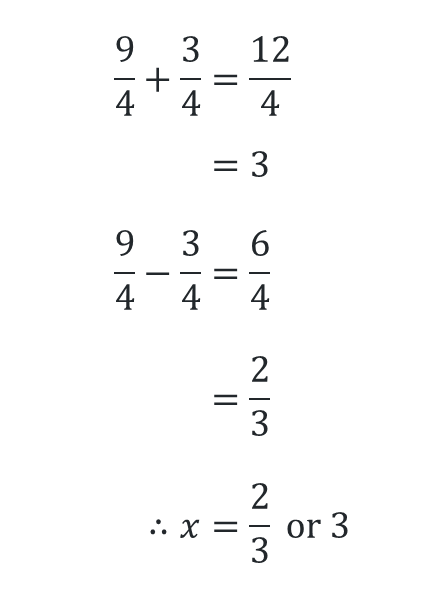 9/4 + 3/4 = 12/4
= 3
9/4 − 3/4 = 6/4
= 2/3
∴ x = 2/3 or 3